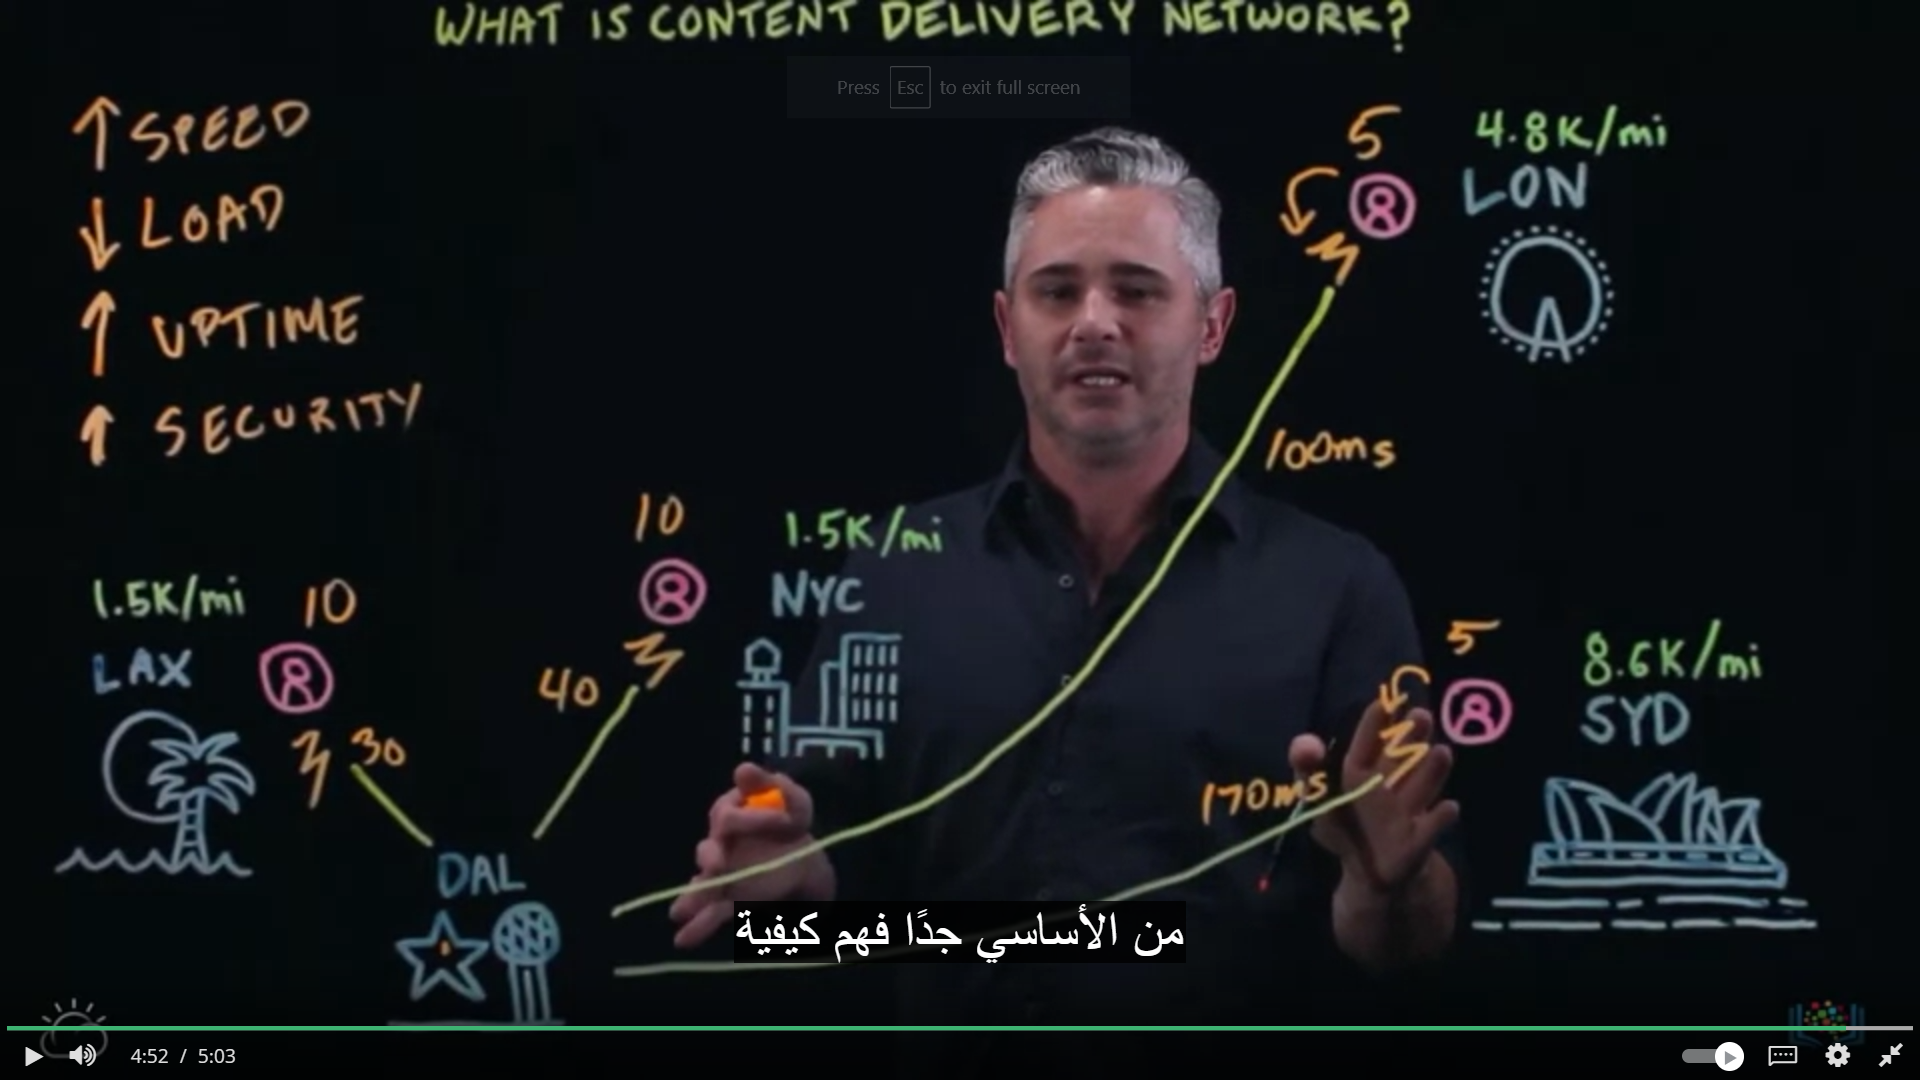 WHAT IS CONTENT DELIVERY NETWORK?
Press Esc to exit full screen
↑ SPEED
↓ LOAD
↑ UPTIME
↑ SECURITY
5
4.8K/mi
LON
100ms
10
1.5K/mi
NYC
40
1.5K/mi
10
LAX
30
5
8.6K/mi
SYD
170ms
DAL
من الأساسي جدًا فهم كيفية
4:52 / 5:03